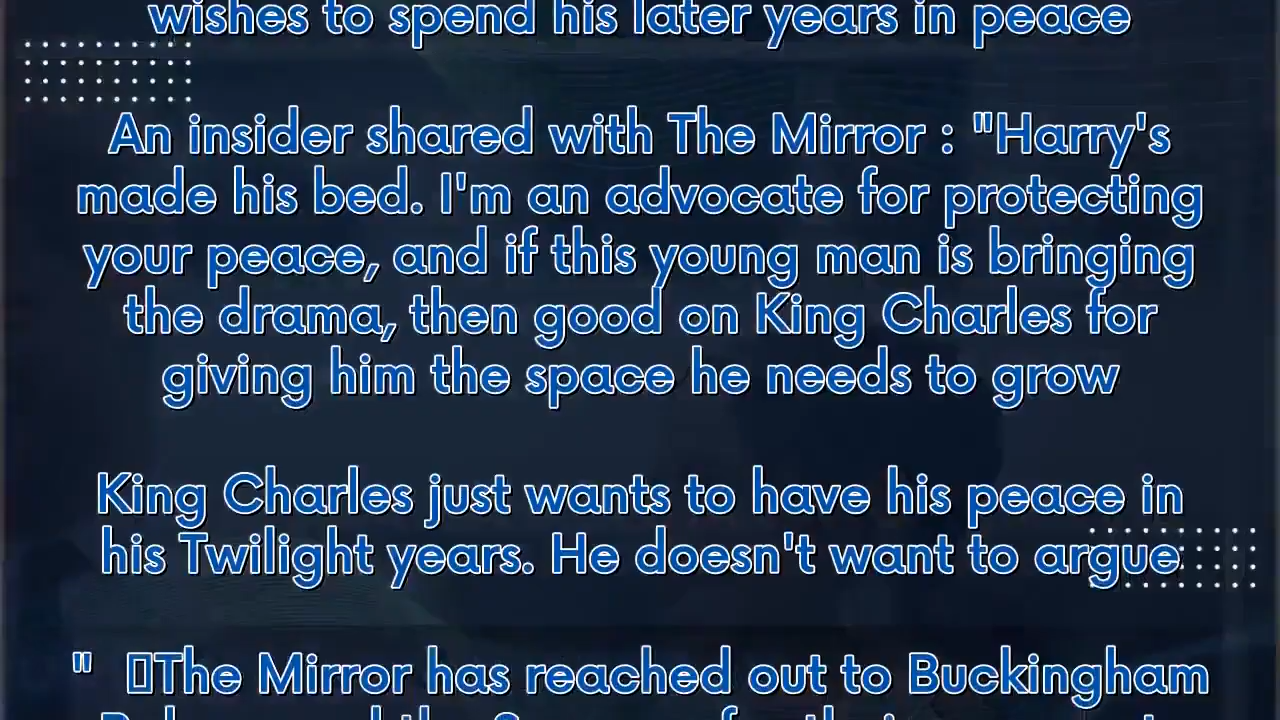 wishes to spend his later years in peace
An insider shared with The Mirror : "Harry's
made his bed. I'm an advocate for protecting
your peace, and if this young man is bringing
the drama, then good on King Charles for
giving him the space he needs to grow
King Charles just wants to have his peace in
his Twilight years. He doesn't want to argue
" The Mirror has reached out to Buckingham